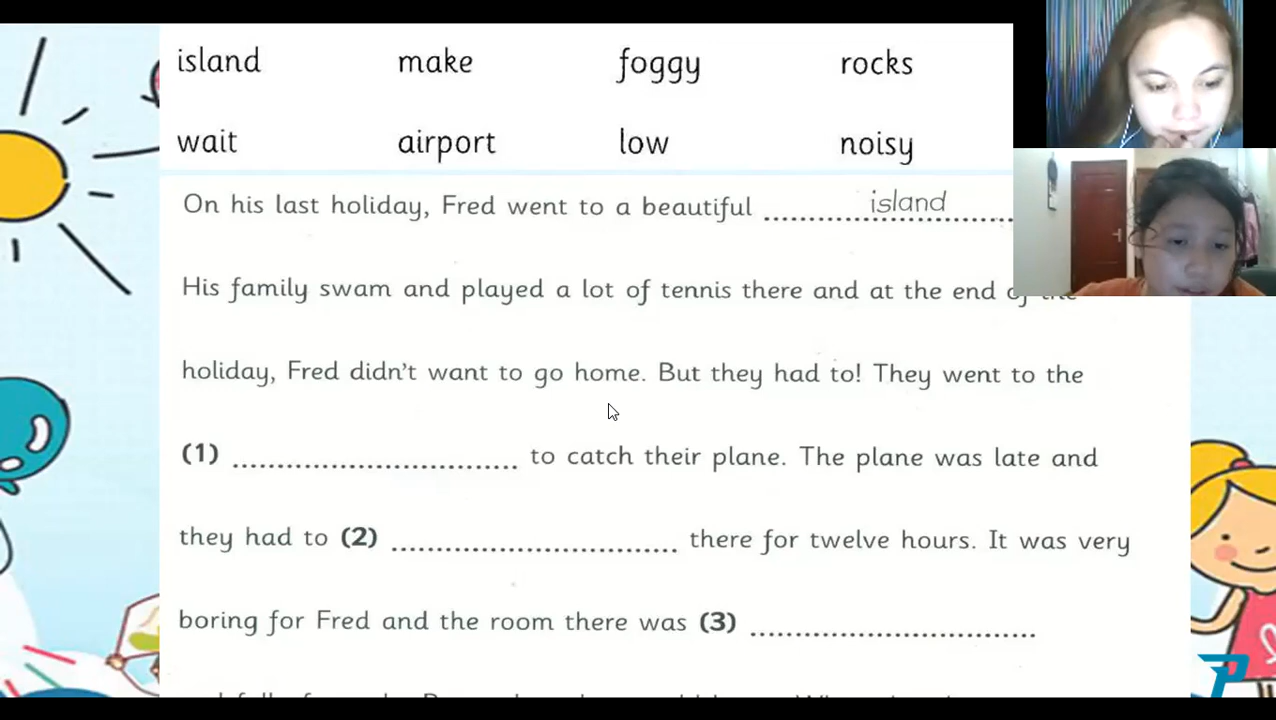 island make foggy rocks
wait airport low noisy
On his last holiday, Fred went to a beautiful ........ island ........
His family swam and played a lot of tennis there and at the end of the
holiday, Fred didn't want to go home. But they had to! They went to the
(1) ................ to catch their plane. The plane was late and
they had to (2) ................ there for twelve hours. It was very
boring for Fred and the room there was (3) ................